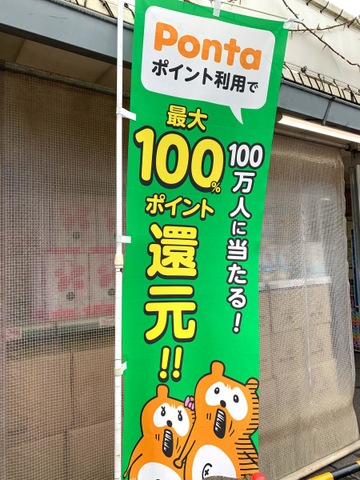 Ponta
ポイント利用で
100万人に当たる!
最大
100%
ポイント
還元!!